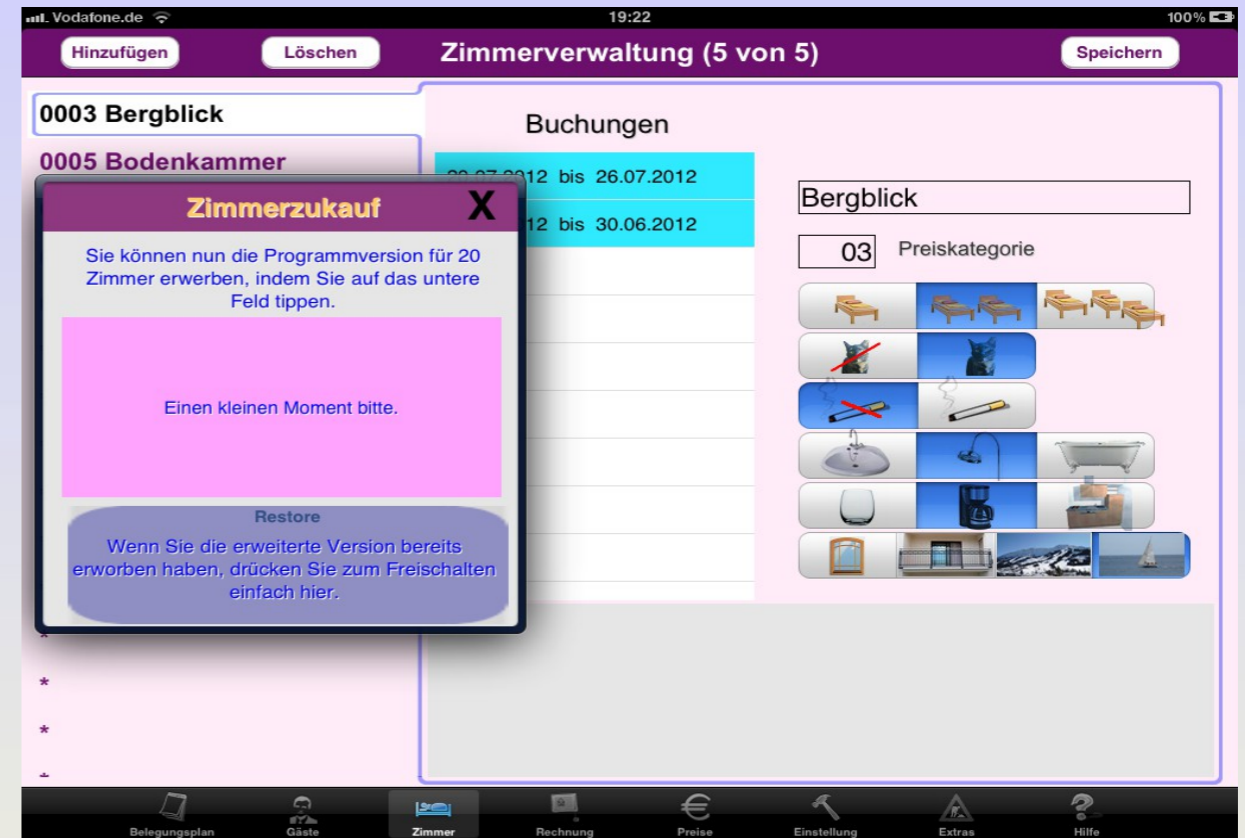 Vodafone.de
19:22
100%
Hinzufügen
Löschen
Zimmerverwaltung (5 von 5)
Speichern
0003 Bergblick
0005 Bodenkammer
Zimmerzukauf
X
Sie können nun die Programmversion für 20
Zimmer erwerben, indem Sie auf das untere
Feld tippen.
Einen kleinen Moment bitte.
Restore
Wenn Sie die erweiterte Version bereits
erworben haben, drücken Sie zum Freischalten
einfach hier.
*
*
*
*
Buchungen
bis 26.07.2012
bis 30.06.2012
Bergblick
03 Preiskategorie
Belegungsplan
Gäste
Zimmer
Rechnung
Preise
Einstellung
Extras
Hilfe